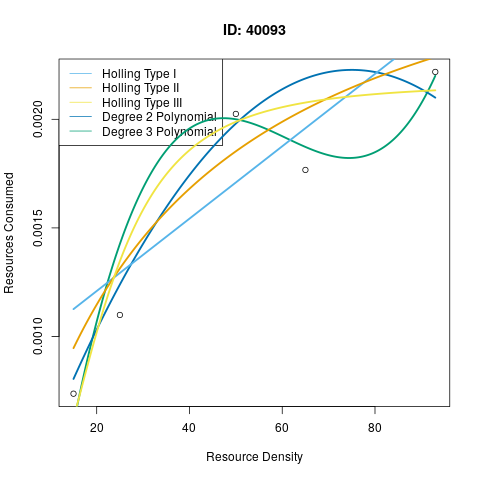 ID: 40093
Holling Type I
Holling Type II
Holling Type III
Degree 2 Polynomial
Degree 3 Polynomial
Resources Consumed
0.0020
0.0015
0.0010
20 40 60 80
Resource Density